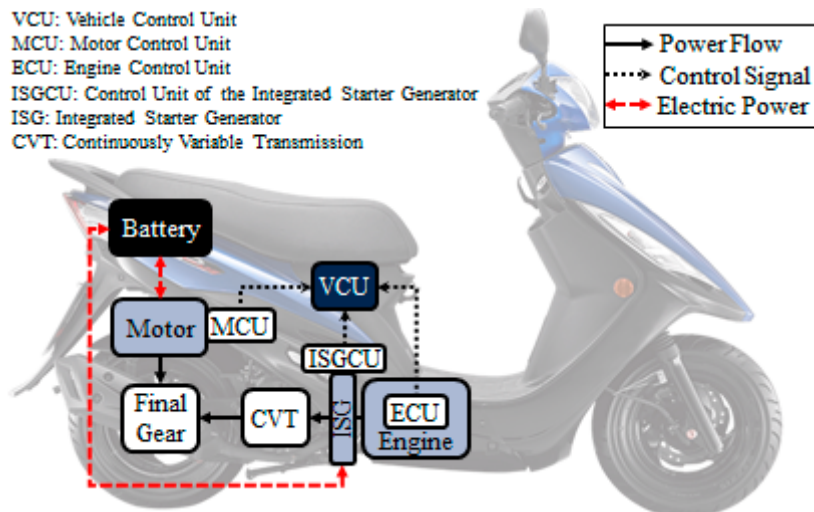 VCU: Vehicle Control Unit
MCU: Motor Control Unit
ECU: Engine Control Unit
ISGCU: Control Unit of the Integrated Starter Generator
ISG: Integrated Starter Generator
CVT: Continuously Variable Transmission
Power Flow
Control Signal
Electric Power
Battery
VCU
Motor
MCU
ISGCU
Final
Gear
CVT
ISG
ECU
Engine